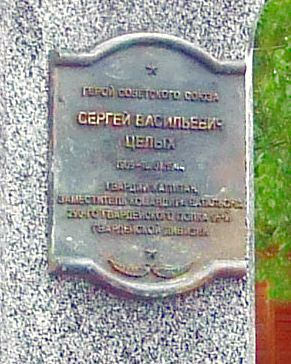 ГЕРОЙ СОВЕТСКОГО СОЮЗА
СЕРГЕЙ ВАСИЛЬЕВИЧ
ЦЕЛЫХ
ГВАРДИИ КАПИТАН,
ЗАМЕСТИТЕЛЬ КОМАНДИРА БАТАЛЬОНА
ГВАРДЕЙСКОГО ПОЛКА
ГВАРДЕЙСКОЙ ДИВИЗИИ